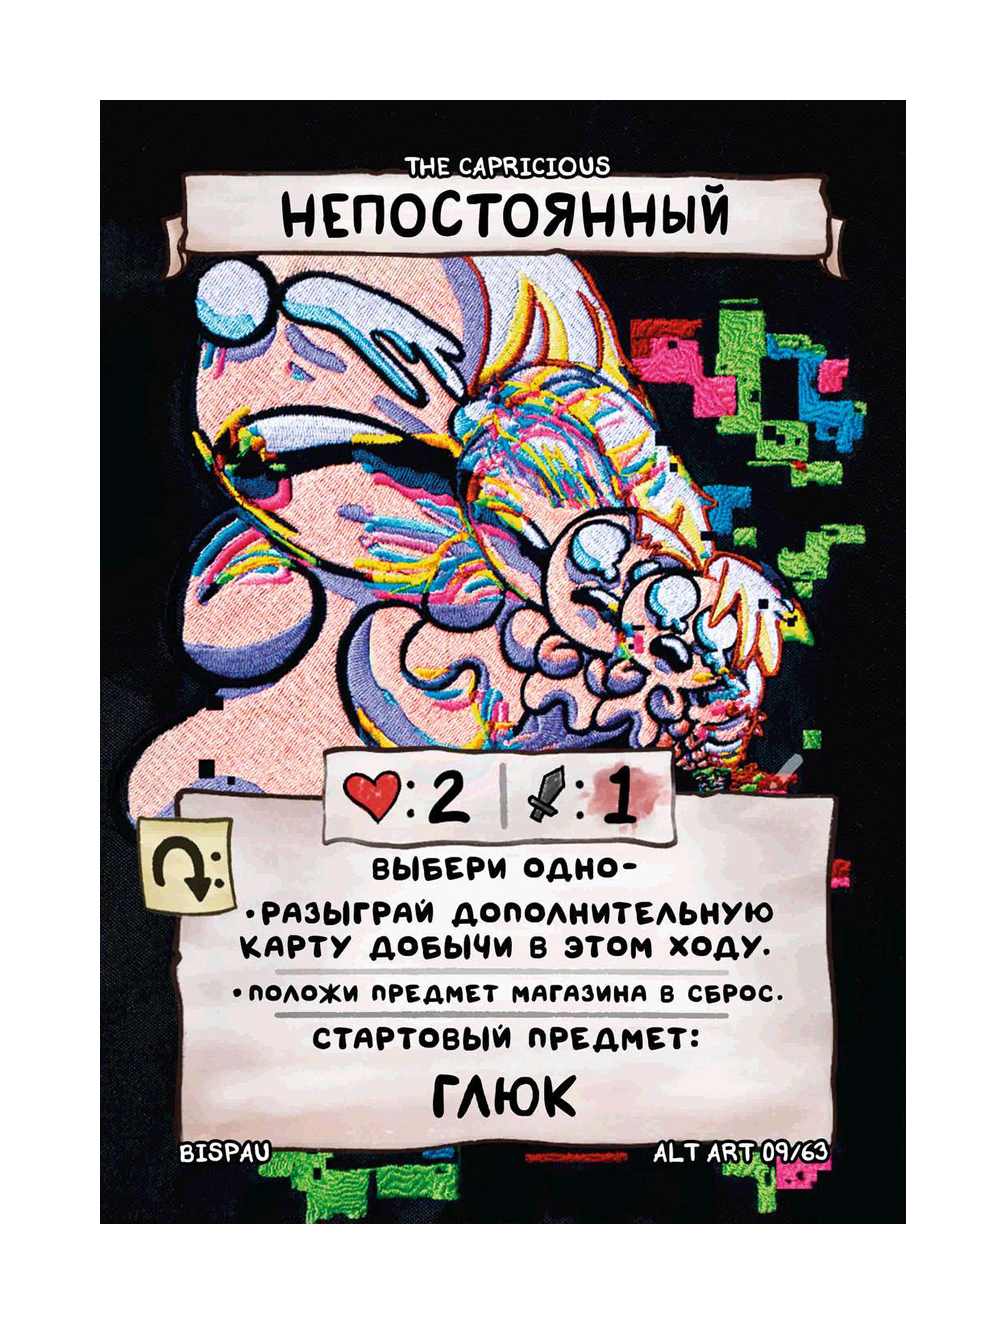 THE CAPRICIOUS
НЕПОСТОЯННЫЙ
: 2 : 1
ВЫБЕРИ ОДНО-
•РАЗЫГРАЙ ДОПОЛНИТЕЛЬНУЮ
КАРТУ ДОБЫЧИ В ЭТОМ ХОДУ.
•ПОЛОЖИ ПРЕДМЕТ МАГАЗИНА В СБРОС.
СТАРТОВЫЙ ПРЕДМЕТ:
ГЛЮК
BISPAU ALT ART 09/63